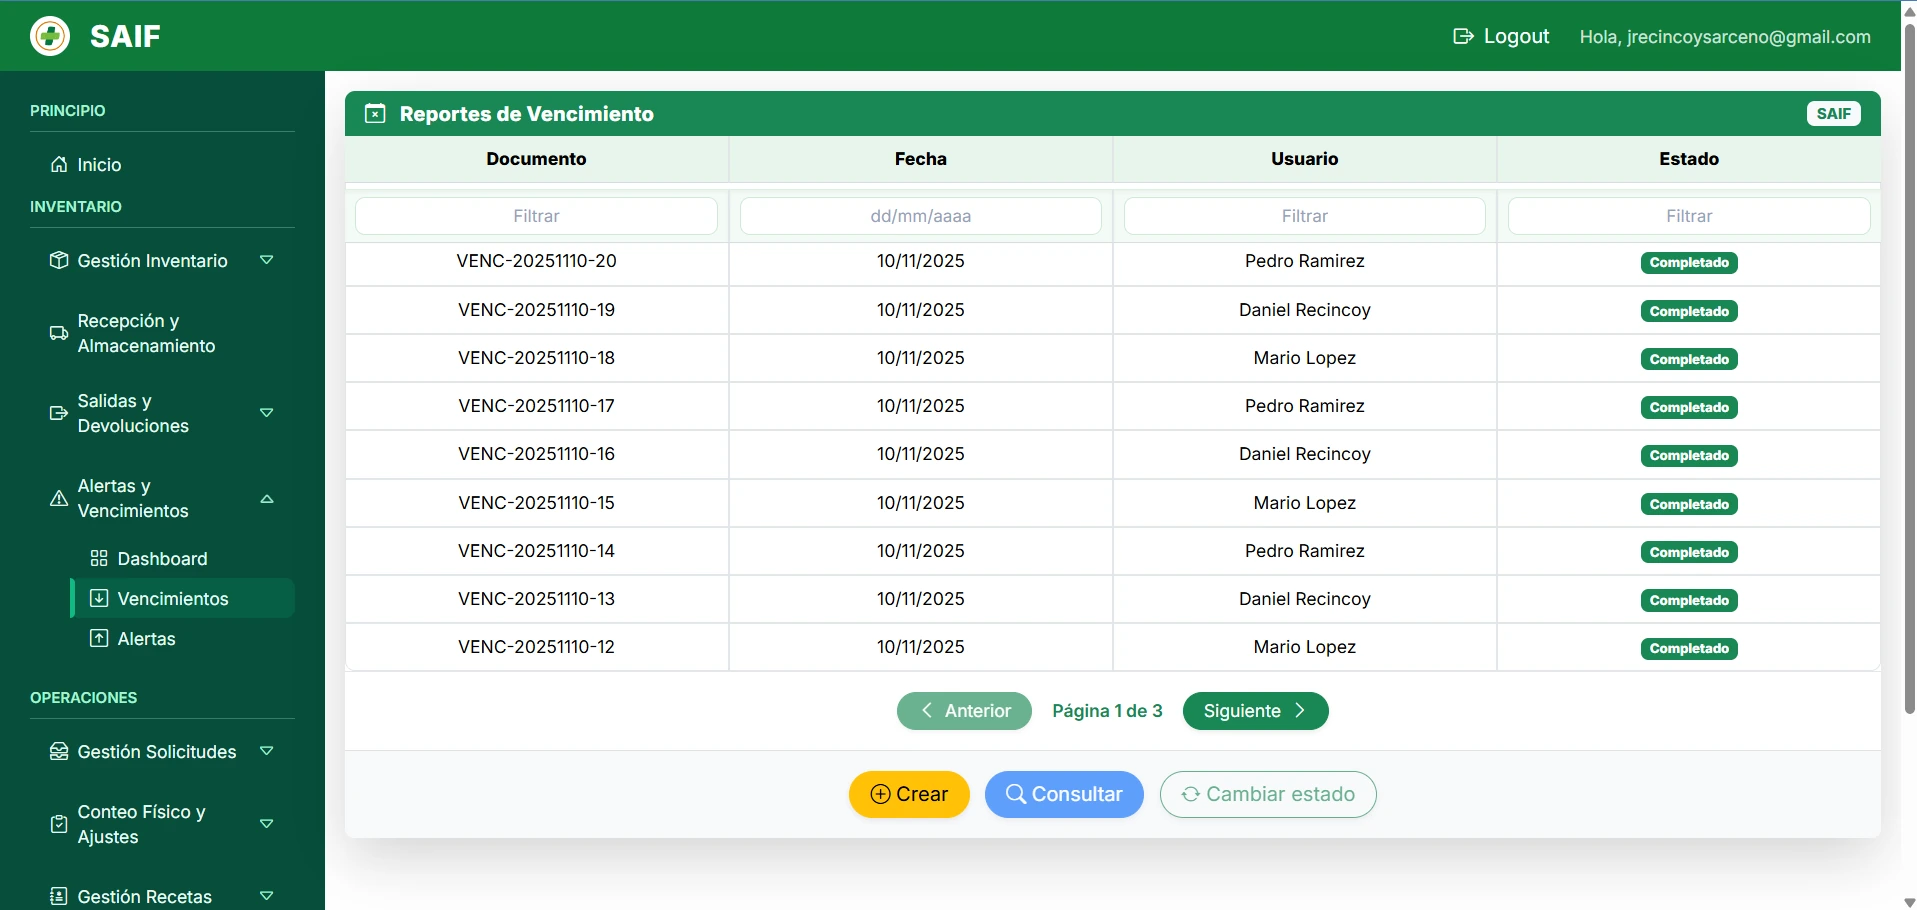 SAIF
Logout
Hola, jrecincoysarceno@gmail.com
PRINCIPIO
Inicio
INVENTARIO
Gestión Inventario
Recepción y
Almacenamiento
Salidas y
Devoluciones
Alertas y
Vencimientos
Dashboard
Vencimientos
Alertas
OPERACIONES
Gestión Solicitudes
Conteo Físico y
Ajustes
Gestión Recetas
Reportes de Vencimiento
SAIF
Documento Fecha Usuario Estado
Filtrar dd/mm/aaaa Filtrar Filtrar
VENC-20251110-20 10/11/2025 Pedro Ramirez Completado
VENC-20251110-19 10/11/2025 Daniel Recincoy Completado
VENC-20251110-18 10/11/2025 Mario Lopez Completado
VENC-20251110-17 10/11/2025 Pedro Ramirez Completado
VENC-20251110-16 10/11/2025 Daniel Recincoy Completado
VENC-20251110-15 10/11/2025 Mario Lopez Completado
VENC-20251110-14 10/11/2025 Pedro Ramirez Completado
VENC-20251110-13 10/11/2025 Daniel Recincoy Completado
VENC-20251110-12 10/11/2025 Mario Lopez Completado
Anterior Página 1 de 3 Siguiente
Crear Consultar Cambiar estado